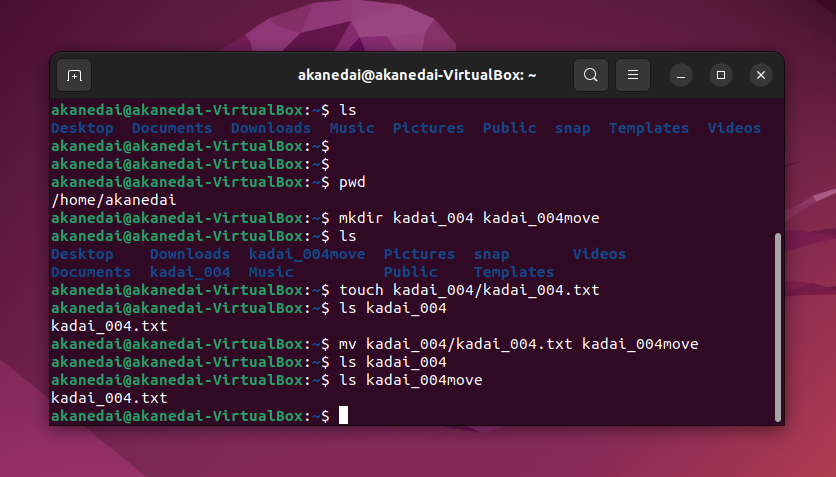 akanedai@akanedai-VirtualBox: ~
akanedai@akanedai-VirtualBox:~$ ls
Desktop  Documents  Downloads  Music  Pictures  Public  snap  Templates  Videos
akanedai@akanedai-VirtualBox:~$
akanedai@akanedai-VirtualBox:~$
akanedai@akanedai-VirtualBox:~$ pwd
/home/akanedai
akanedai@akanedai-VirtualBox:~$ mkdir kadai_004 kadai_004move
akanedai@akanedai-VirtualBox:~$ ls
Desktop    Downloads  kadai_004move  Pictures  snap       Videos
Documents  kadai_004  Music          Public    Templates
akanedai@akanedai-VirtualBox:~$ touch kadai_004/kadai_004.txt
akanedai@akanedai-VirtualBox:~$ ls kadai_004
kadai_004.txt
akanedai@akanedai-VirtualBox:~$ mv kadai_004/kadai_004.txt kadai_004move
akanedai@akanedai-VirtualBox:~$ ls kadai_004
akanedai@akanedai-VirtualBox:~$ ls kadai_004move
kadai_004.txt
akanedai@akanedai-VirtualBox:~$